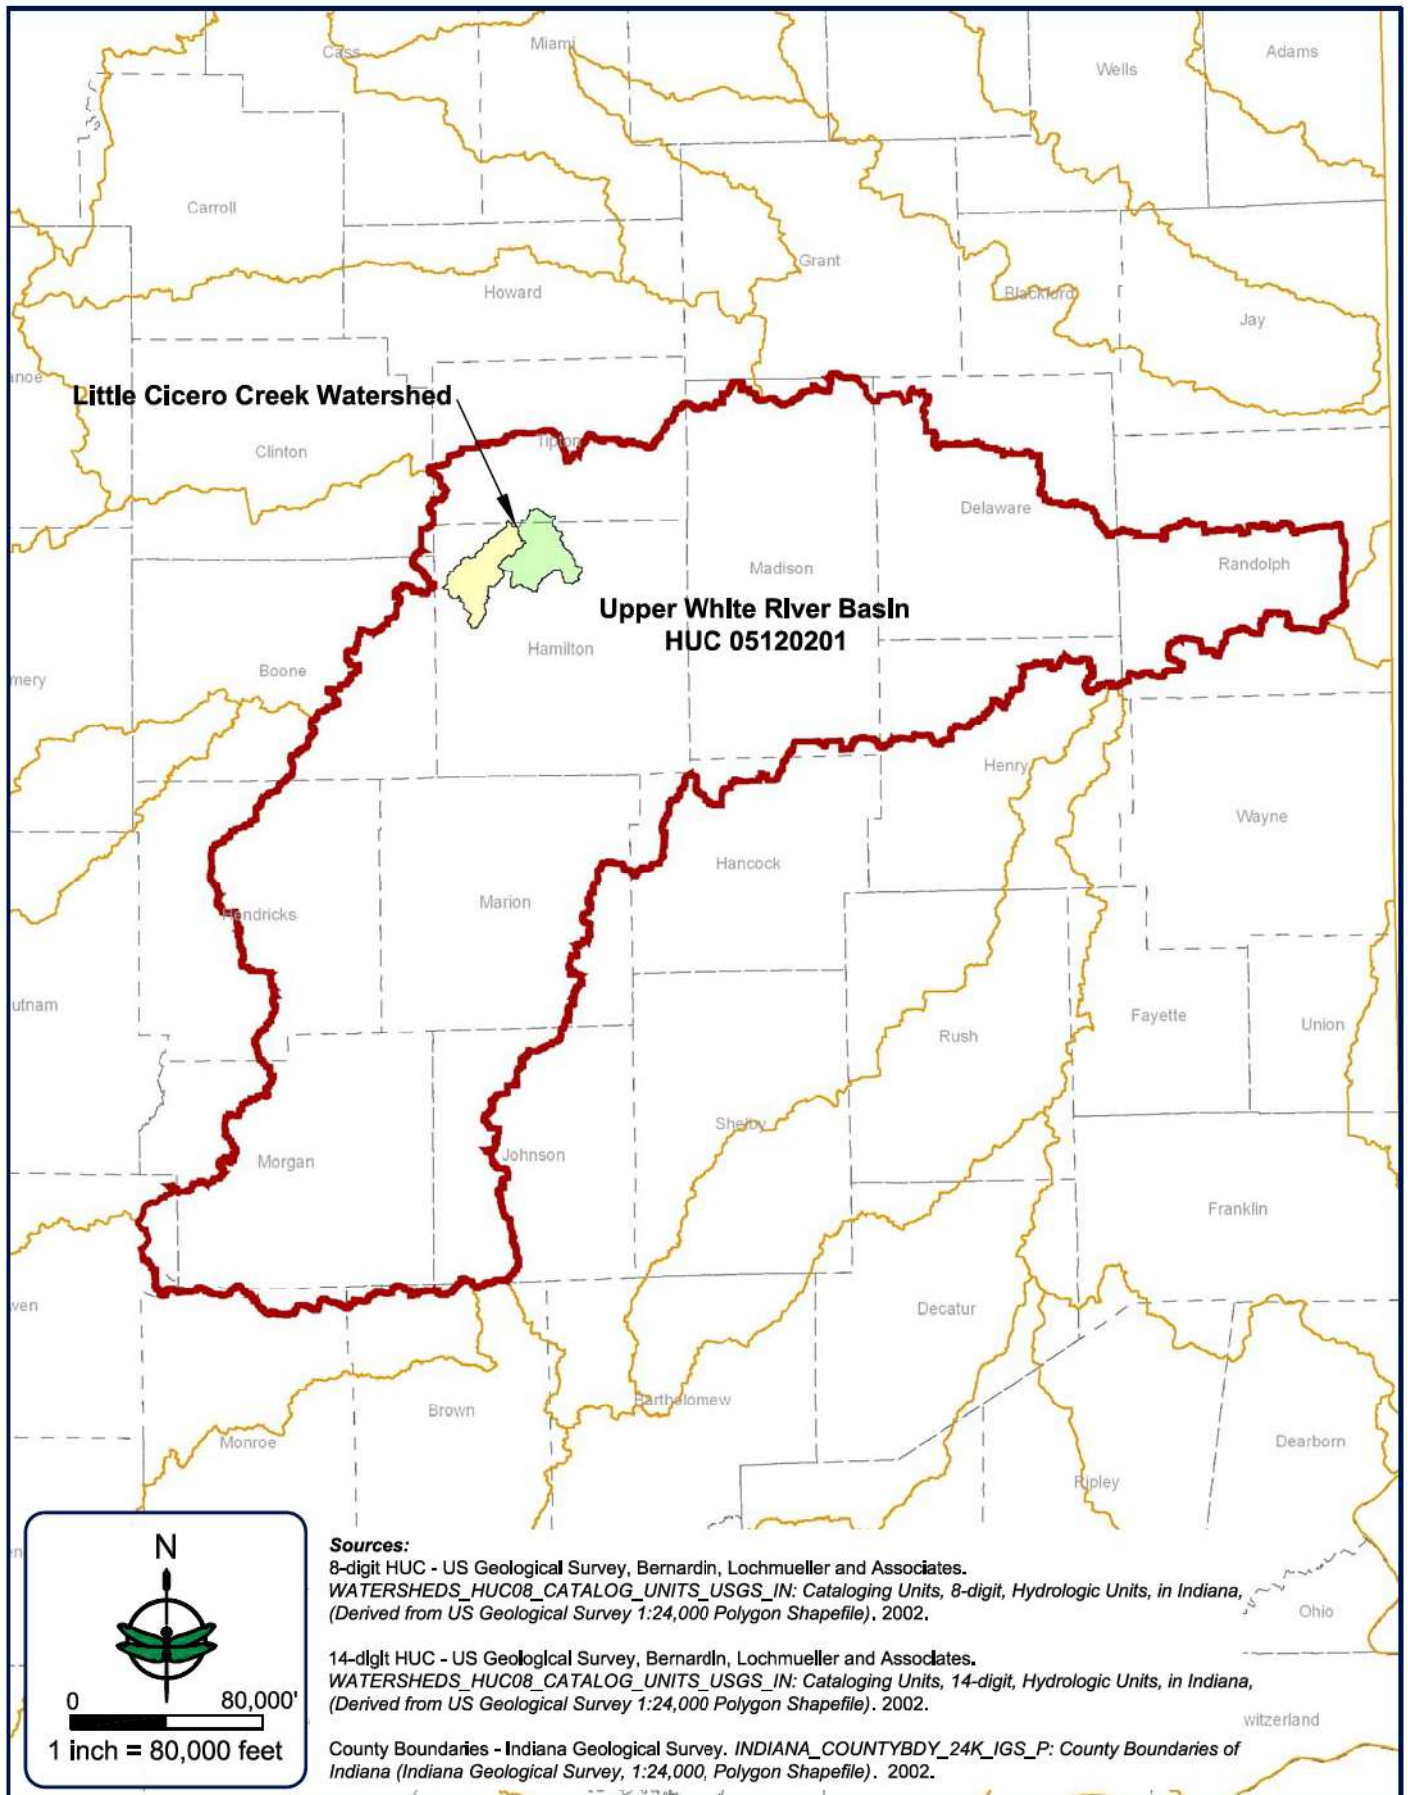 Cass
Miami
Wells
Adams
Carroll
Grant
Howard
Blackford
Jay
anoe
Little Cicero Creek Watershed
Tipton
Clinton
Delaware
Madison
Randolph
Upper White River Basin
HUC 05120201
Hamilton
Boone
mery
Henry
Wayne
Hancock
Marion
Hendricks
utnam
Fayette
Union
Rush
Shelby
Johnson
Morgan
Franklin
ven
Decatur
Bartholomew
Brown
Monroe
Dearborn
Ripley
en
Ohio
witzerland
N
0 80,000'
1 inch = 80,000 feet
Sources:
8-digit HUC - US Geological Survey, Bernardin, Lochmueller and Associates.
WATERSHEDS_HUC08_CATALOG_UNITS_USGS_IN: Cataloging Units, 8-digit, Hydrologic Units, in Indiana,
(Derived from US Geological Survey 1:24,000 Polygon Shapefile). 2002.
14-digit HUC - US Geological Survey, Bernardin, Lochmueller and Associates.
WATERSHEDS_HUC08_CATALOG_UNITS_USGS_IN: Cataloging Units, 14-digit, Hydrologic Units, in Indiana,
(Derived from US Geological Survey 1:24,000 Polygon Shapefile). 2002.
County Boundaries - Indiana Geological Survey. INDIANA_COUNTYBDY_24K_IGS_P: County Boundaries of
Indiana (Indiana Geological Survey, 1:24,000, Polygon Shapefile). 2002.